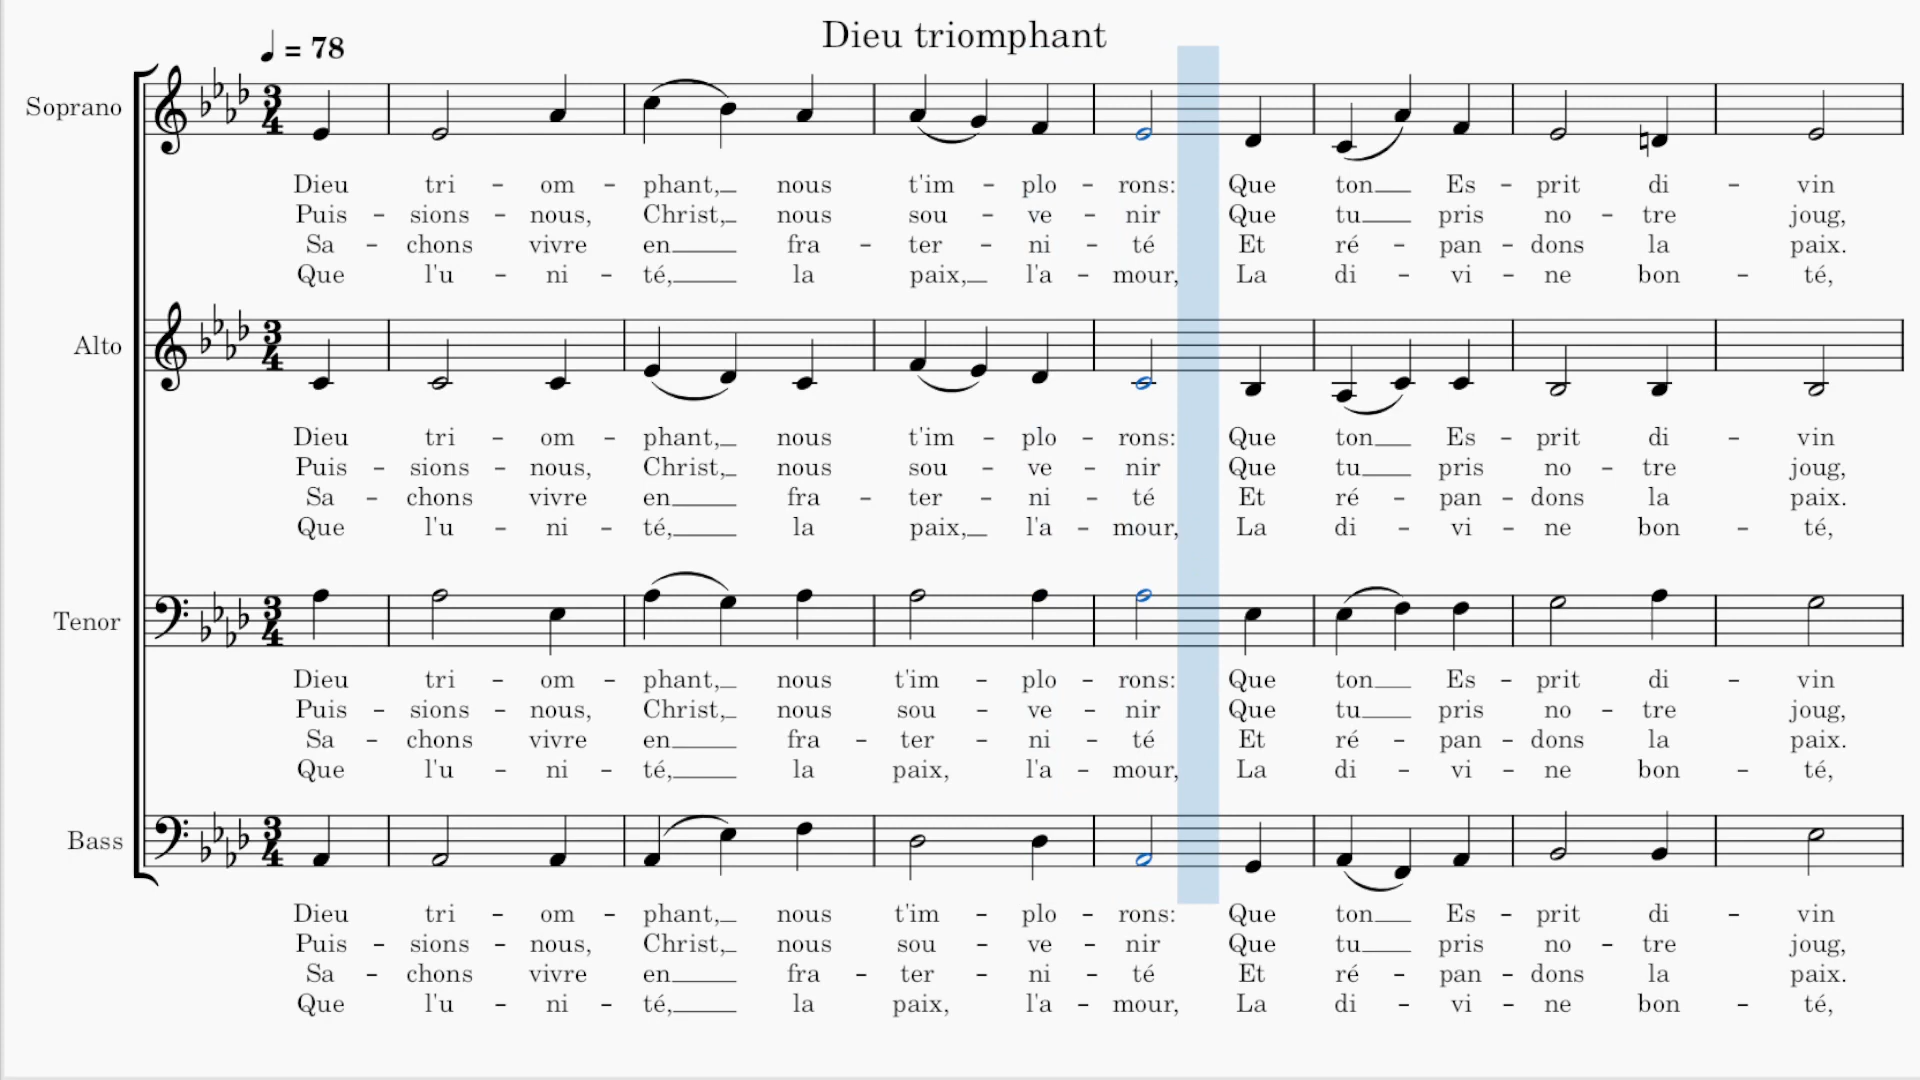 Dieu triomphant
♩ = 78
Soprano
3/4
Dieu tri - om - phant,_ nous t'im - plo - rons: Que ton_ Es - prit di - vin
Puis - sions - nous, Christ,_ nous sou - ve - nir Que tu_ pris no - tre joug,
Sa - chons vivre en_ fra - ter - ni - té Et ré - pan - dons la paix.
Que l'u - ni - té,_ la paix,_ l'a - mour, La di - vi - ne bon - té,
Alto
3/4
Dieu tri - om - phant,_ nous t'im - plo - rons: Que ton_ Es - prit di - vin
Puis - sions - nous, Christ,_ nous sou - ve - nir Que tu_ pris no - tre joug,
Sa - chons vivre en_ fra - ter - ni - té Et ré - pan - dons la paix.
Que l'u - ni - té,_ la paix,_ l'a - mour, La di - vi - ne bon - té,
Tenor
3/4
Dieu tri - om - phant,_ nous t'im - plo - rons: Que ton_ Es - prit di - vin
Puis - sions - nous, Christ,_ nous sou - ve - nir Que tu_ pris no - tre joug,
Sa - chons vivre en_ fra - ter - ni - té Et ré - pan - dons la paix.
Que l'u - ni - té,_ la paix, l'a - mour, La di - vi - ne bon - té,
Bass
3/4
Dieu tri - om - phant,_ nous t'im - plo - rons: Que ton_ Es - prit di - vin
Puis - sions - nous, Christ,_ nous sou - ve - nir Que tu_ pris no - tre joug,
Sa - chons vivre en_ fra - ter - ni - té Et ré - pan - dons la paix.
Que l'u - ni - té,_ la paix, l'a - mour, La di - vi - ne bon - té,